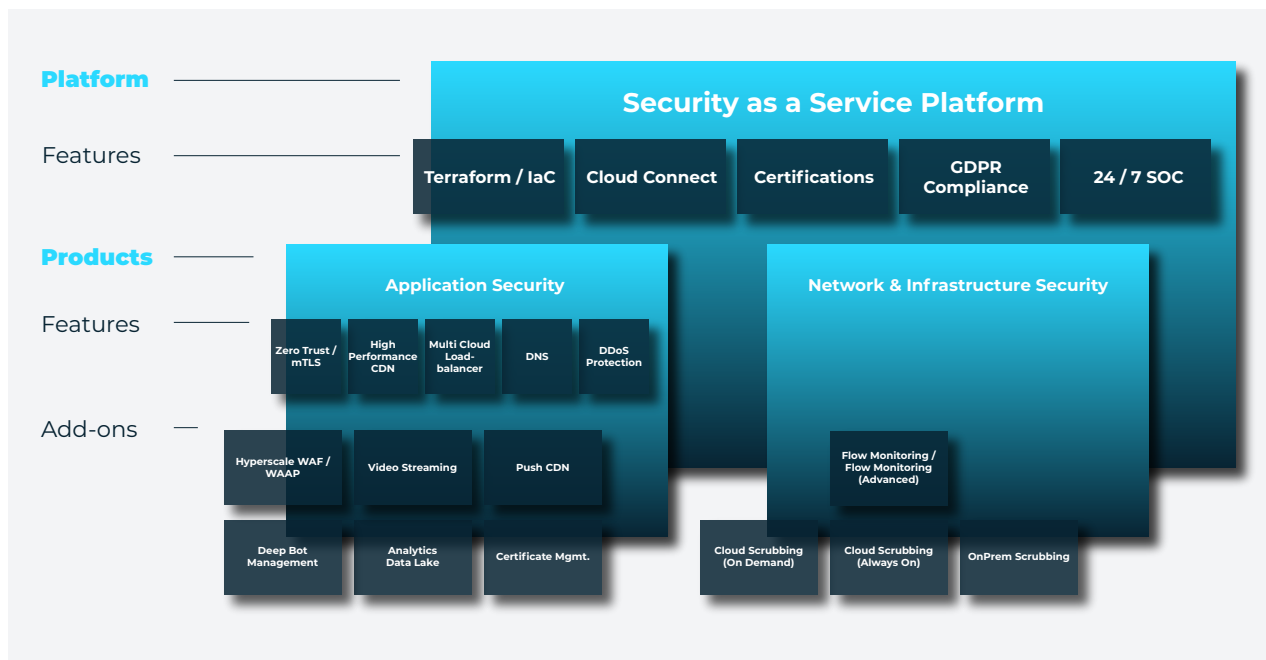 Platform
Security as a Service Platform
Features
Terraform / IaC
Cloud Connect
Certifications
GDPR
Compliance
24 / 7 SOC
Products
Application Security
Network & Infrastructure Security
Features
Zero Trust /
mTLS
High
Performance
CDN
Multi Cloud
Load-
balancer
DNS
DDoS
Protection
Add-ons
Hyperscale WAF /
WAAP
Video Streaming
Push CDN
Flow Monitoring /
Flow Monitoring
(Advanced)
Deep Bot
Management
Analytics
Data Lake
Certificate Mgmt.
Cloud Scrubbing
(On Demand)
Cloud Scrubbing
(Always On)
OnPrem Scrubbing